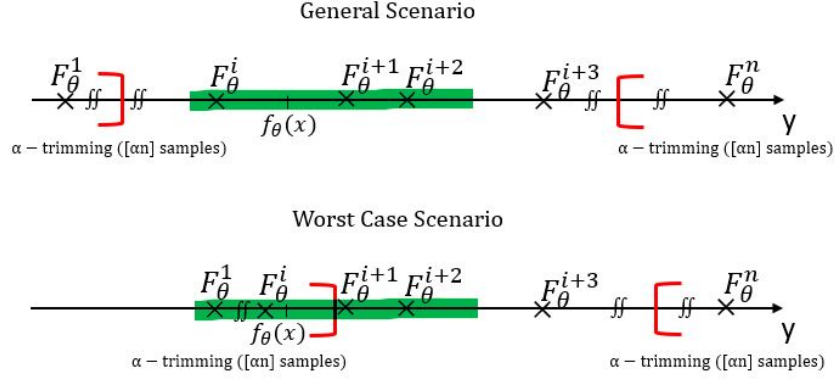 General Scenario
F_θ^1 F_θ^i F_θ^{i+1} F_θ^{i+2} F_θ^{i+3} F_θ^n
f_θ(x) y
α − trimming ([αn] samples) α − trimming ([αn] samples)
Worst Case Scenario
F_θ^1 F_θ^i F_θ^{i+1} F_θ^{i+2} F_θ^{i+3} F_θ^n
f_θ(x) y
α − trimming ([αn] samples) α − trimming ([αn] samples)